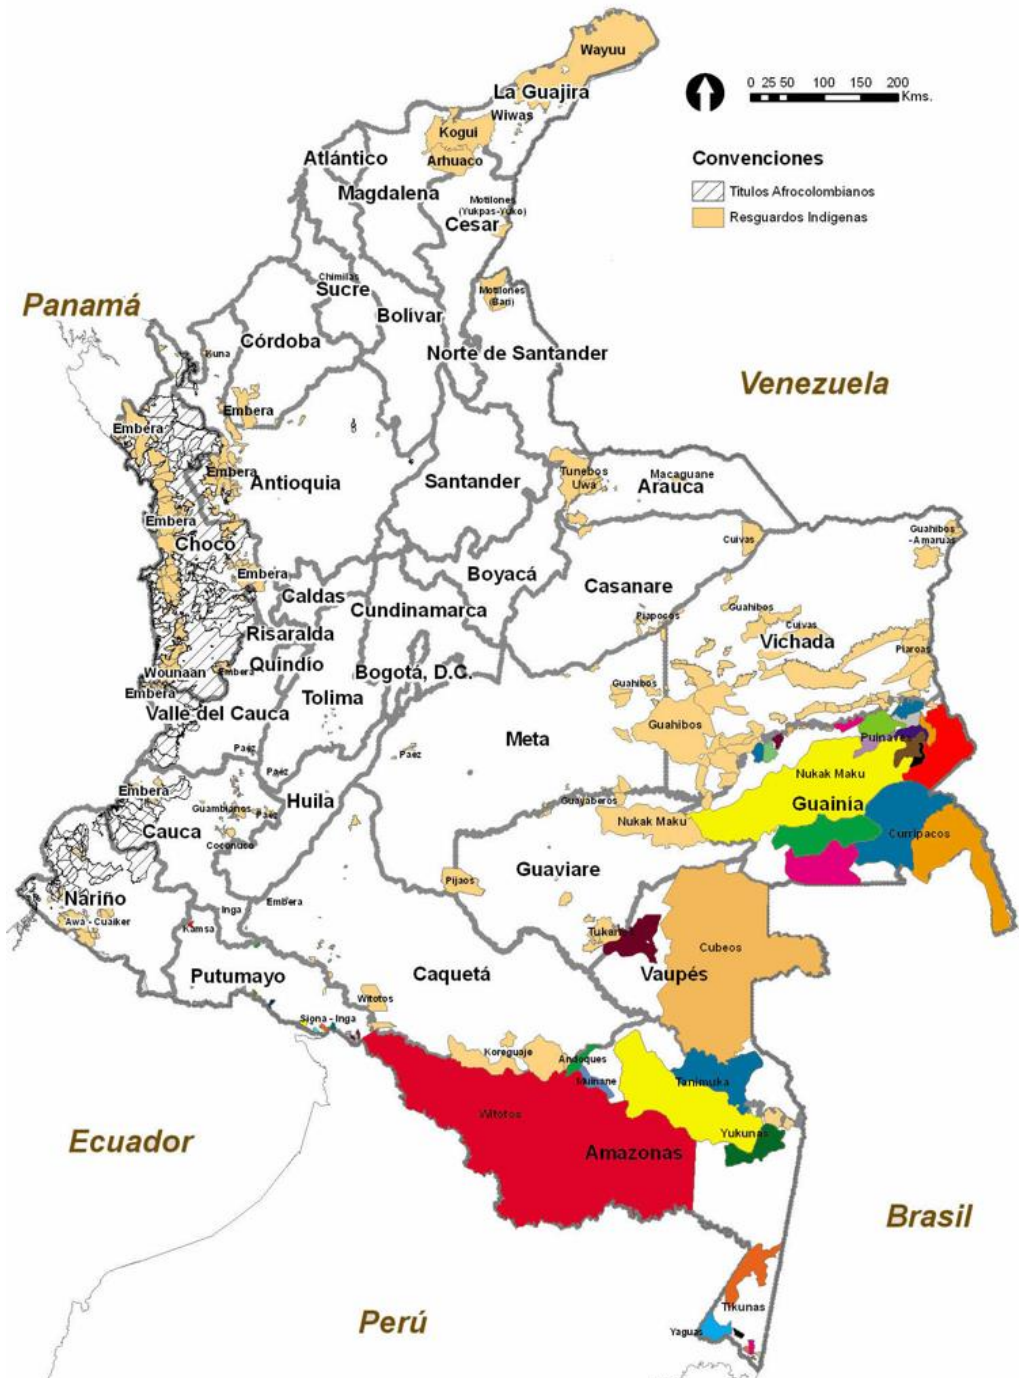 Wayuu
La Guajira
Wiwas
0 25 50 100 150 200
Kms.
Kogui
Arhuaco
Atlántico
Magdalena
Convenciones
Titulos Afrocolombianos
Resguardos Indigenas
Motilones
(Yukpas-Yuko)
Cesar
Chimilas
Sucre
Motilones
(Bari)
Panamá
Bolívar
Córdoba
Kuna
Norte de Santander
Venezuela
Embera
Embera
Embera
Antioquia
Santander
Tunebos
Uwa
Macaguane
Arauca
Embera
Choco
Cuivas
Guahibos
-Amaruas
Embera
Boyacá
Casanare
Caldas
Cundinamarca
Guahibos
Piapocos
Cuivas
Vichada
Risaralda
Piaroas
Quindío
Wounaan
Embera
Bogotá, D.C.
Embera
Guahibos
Tolima
Valle del Cauca
Guahibos
Meta
Puinaves
Paez
Paez
Paez
Nukak Maku
Embera
Huila
Guayaberos
Guainía
Guambianos
Paez
Nukak Maku
Cauca
Curripacos
Coconuco
Guaviare
Pijaos
Nariño
Embera
Inga
Awa - Cuaiker
Kamsa
Tukanos
Cubeos
Putumayo
Caquetá
Vaupés
Witotos
Siona - Inga
Koreguaje
Andoques
Muinane
Tanimuka
Witotos
Yukunas
Ecuador
Amazonas
Brasil
Tikunas
Perú
Yaguas